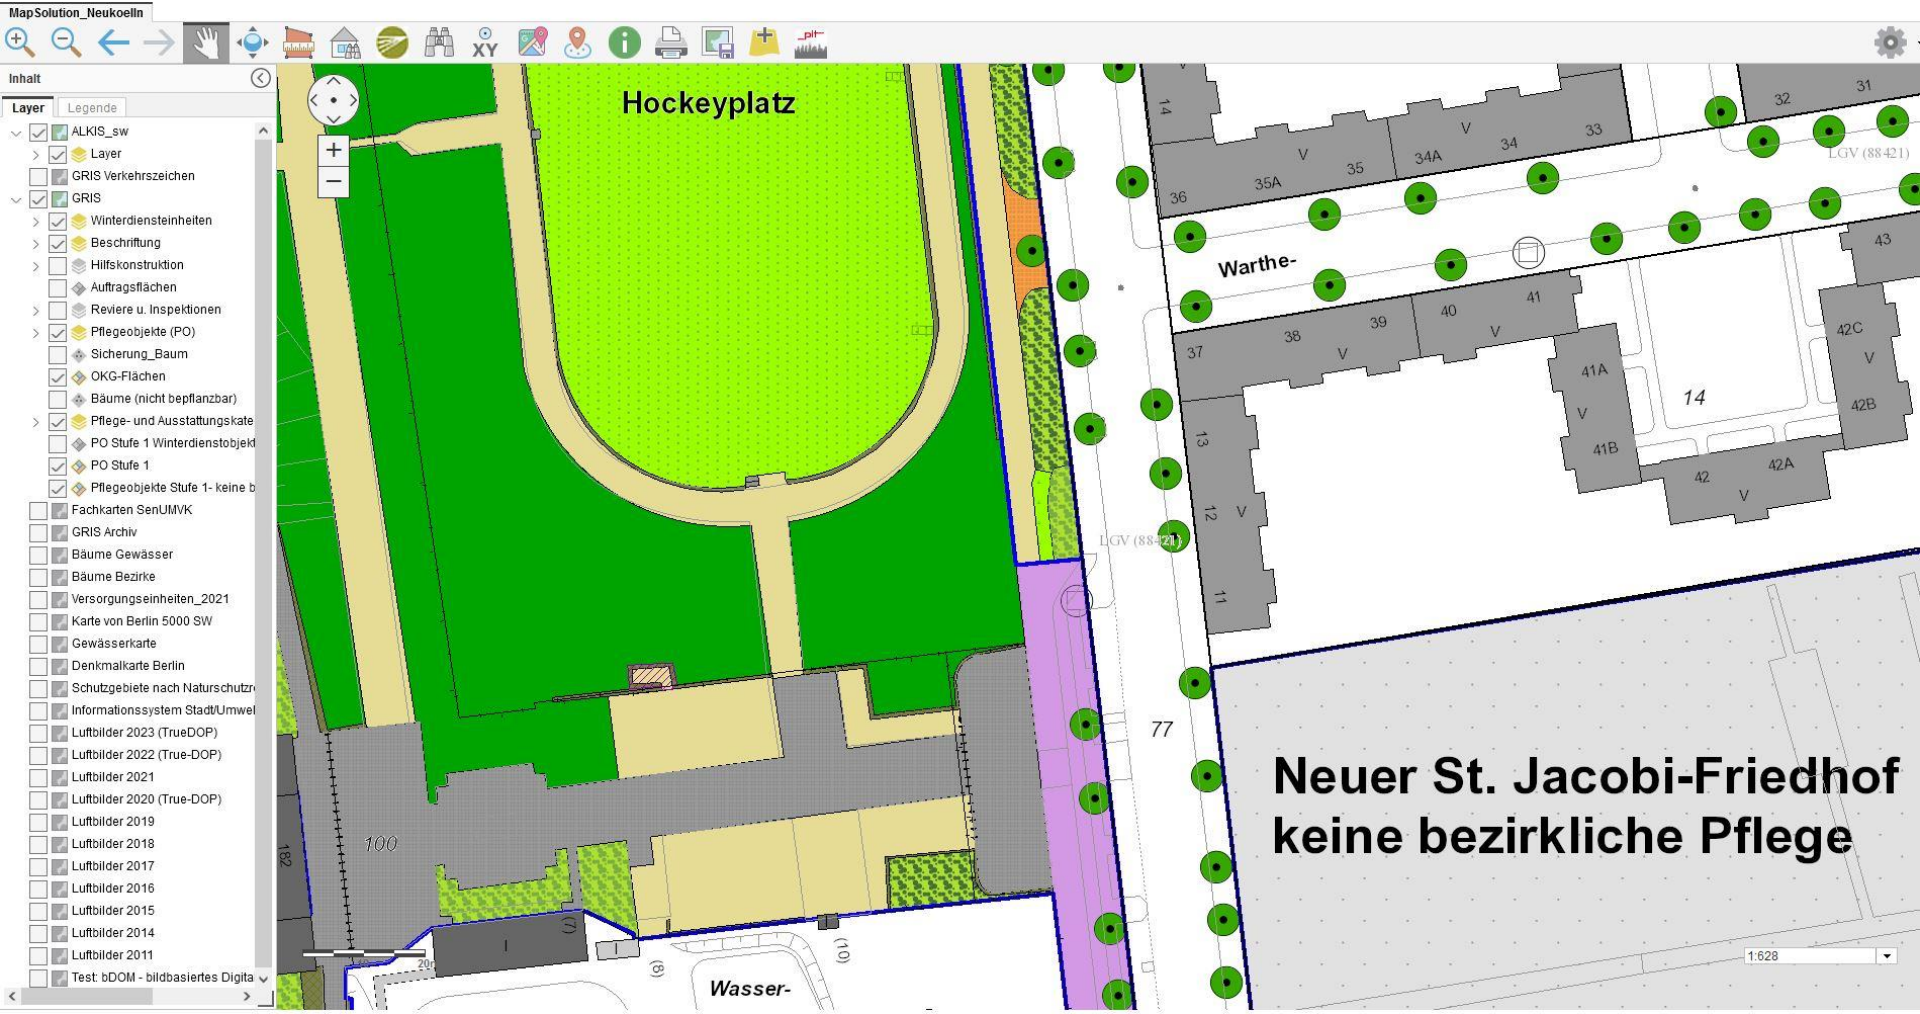 MapSolution_Neukoelln
XY
plt
Inhalt
Layer
Legende
ALKIS_sw
Layer
GRIS Verkehrszeichen
GRIS
Winterdiensteinheiten
Beschriftung
Hilfskonstruktion
Auftragsflächen
Reviere u. Inspektionen
Pflegeobjekte (PO)
Sicherung_Baum
OKG-Flächen
Bäume (nicht bepflanzbar)
Pflege- und Ausstattungskate
PO Stufe 1 Winterdienstobjekt
PO Stufe 1
Pflegeobjekte Stufe 1- keine b
Fachkarten SenUMVK
GRIS Archiv
Bäume Gewässer
Bäume Bezirke
Versorgungseinheiten_2021
Karte von Berlin 5000 SW
Gewässerkarte
Denkmalkarte Berlin
Schutzgebiete nach Naturschutzr
Informationssystem Stadt/Umwel
Luftbilder 2023 (TrueDOP)
Luftbilder 2022 (True-DOP)
Luftbilder 2021
Luftbilder 2020 (True-DOP)
Luftbilder 2019
Luftbilder 2018
Luftbilder 2017
Luftbilder 2016
Luftbilder 2015
Luftbilder 2014
Luftbilder 2011
Test: bDOM - bildbasiertes Digita
Hockeyplatz
14
V
32
31
V
35A
35
V
34A
34
33
36
LGV (88421)
Warthe-
43
37
38
V
39
40
V
41
42C
V
42B
41A
V
41B
14
42
V
42A
13
12
V
11
LGV (88421)
77
Neuer St. Jacobi-Friedhof
keine bezirkliche Pflege
100
182
I
(7)
I
(8)
(10)
Wasser-
1:628